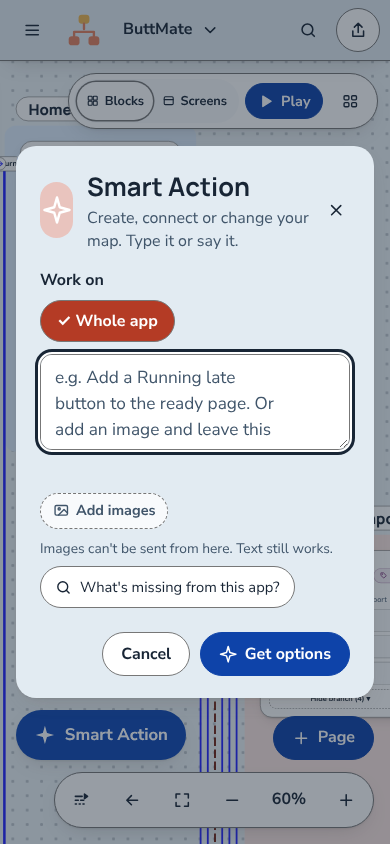 ButtMate
Home
Blocks
Screens
Play
Smart Action
Create, connect or change your
map. Type it or say it.
Work on
Whole app
e.g. Add a Running late
button to the ready page. Or
add an image and leave this
Add images
Images can't be sent from here. Text still works.
What's missing from this app?
Cancel
Get options
Hide branch (4)
Smart Action
Page
60%